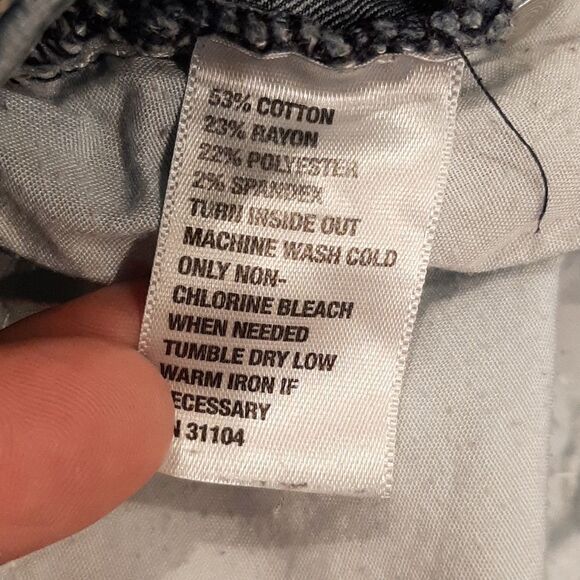 53% COTTON
23% RAYON
22% POLYESTER
2% SPANDEX
TURN INSIDE OUT
MACHINE WASH COLD
ONLY NON-
CHLORINE BLEACH
WHEN NEEDED
TUMBLE DRY LOW
WARM IRON IF
ECESSARY
N 31104